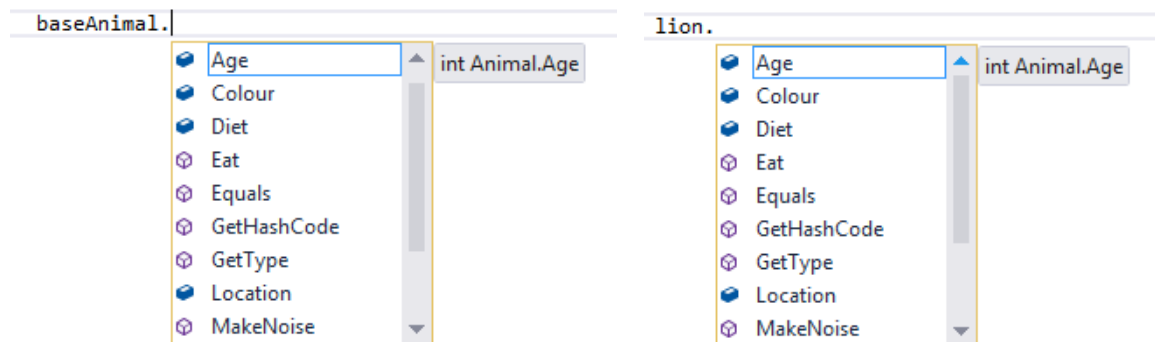 baseAnimal.
Age
int Animal.Age
Colour
Diet
Eat
Equals
GetHashCode
GetType
Location
MakeNoise
lion.
Age
int Animal.Age
Colour
Diet
Eat
Equals
GetHashCode
GetType
Location
MakeNoise